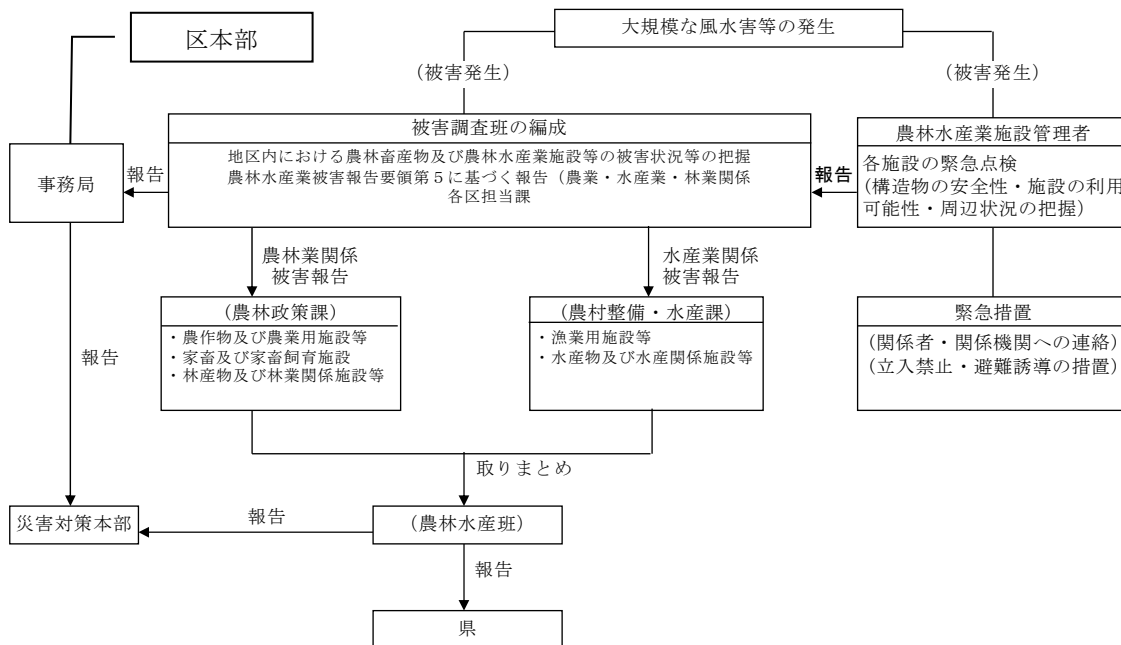 区本部
大規模な風水害等の発生
(被害発生)
(被害発生)
被害調査班の編成
地区内における農林畜産物及び農林水産業施設等の被害状況等の把握
農林水産業被害報告要領第５に基づく報告（農業・水産業・林業関係
各区担当課
農林水産業施設管理者
各施設の緊急点検
(構造物の安全性・施設の利用
可能性・周辺状況の把握)
事務局
報告
報告
農林業関係
被害報告
水産業関係
被害報告
(農林政策課)
・農作物及び農業用施設等
・家畜及び家畜飼育施設
・林産物及び林業関係施設等
(農村整備・水産課)
・漁業用施設等
・水産物及び水産関係施設等
緊急措置
(関係者・関係機関への連絡)
(立入禁止・避難誘導の措置)
報告
取りまとめ
災害対策本部
報告
(農林水産班)
報告
県